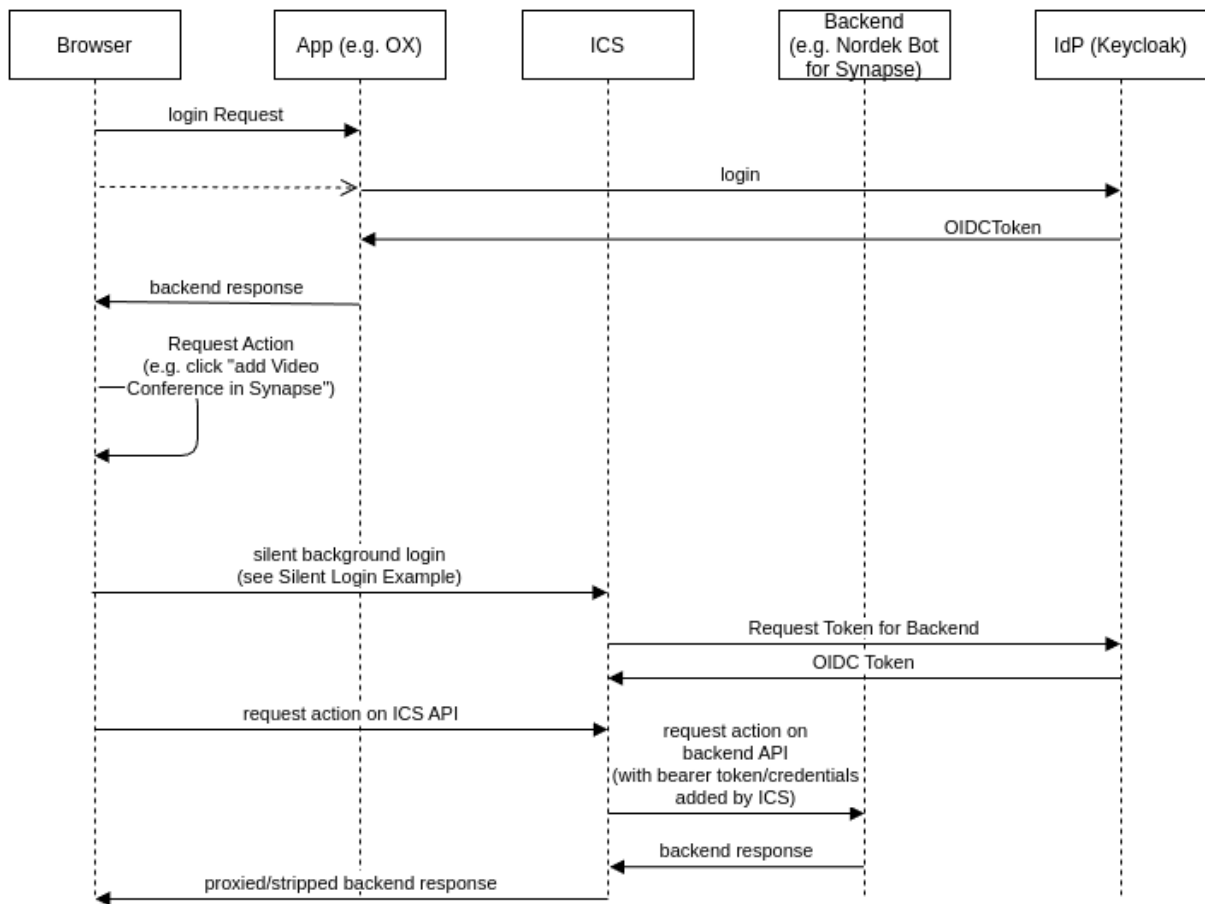 Browser
App (e.g. OX)
ICS
Backend
(e.g. Nordek Bot
for Synapse)
IdP (Keycloak)
login Request
login
OIDCToken
backend response
Request Action
(e.g. click "add Video
Conference in Synapse")
silent background login
(see Silent Login Example)
Request Token for Backend
OIDC Token
request action on ICS API
request action on
backend API
(with bearer token/credentials
added by ICS)
backend response
proxied/stripped backend response